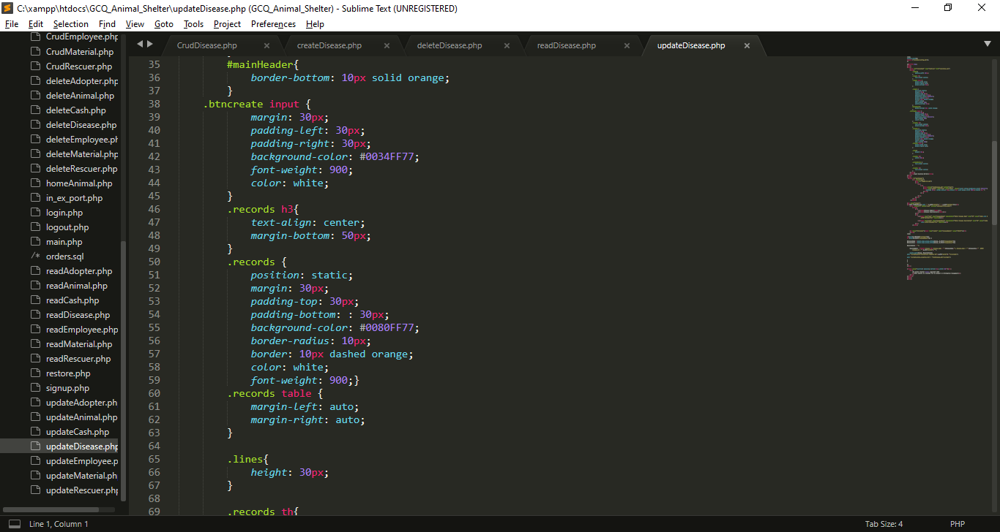 C:\xampp\htdocs\GCQ_Animal_Shelter\updateDisease.php (GCQ_Animal_Shelter) - Sublime Text (UNREGISTERED)
File Edit Selection Find View Goto Tools Project Preferences Help
CrudEmployee.php
CrudMaterial.php
CrudRescuer.php
deleteAdopter.php
deleteAnimal.php
deleteCash.php
deleteDisease.php
deleteEmployee.ph
deleteMaterial.php
deleteRescuer.php
homeAnimal.php
in_ex_port.php
login.php
logout.php
main.php
/* orders.sql
readAdopter.php
readAnimal.php
readCash.php
readDisease.php
readEmployee.php
readMaterial.php
readRescuer.php
restore.php
signup.php
updateAdopter.ph
updateAnimal.php
updateCash.php
updateDisease.php
updateEmployee.p
updateMaterial.ph
updateRescuer.php
CrudDisease.php createDisease.php deleteDisease.php readDisease.php updateDisease.php
35 #mainHeader{
36 border-bottom: 10px solid orange;
37 }
38 .btncreate input {
39 margin: 30px;
40 padding-left: 30px;
41 padding-right: 30px;
42 background-color: #0034FF77;
43 font-weight: 900;
44 color: white;
45 }
46 .records h3{
47 text-align: center;
48 margin-bottom: 50px;
49 }
50 .records {
51 position: static;
52 margin: 30px;
53 padding-top: 30px;
54 padding-bottom: : 30px;
55 background-color: #0080FF77;
56 border-radius: 10px;
57 border: 10px dashed orange;
58 color: white;
59 font-weight: 900;}
60 .records table {
61 margin-left: auto;
62 margin-right: auto;
63 }
64
65 .lines{
66 height: 30px;
67 }
68
69 .records th{
Line 1, Column 1 Tab Size: 4 PHP